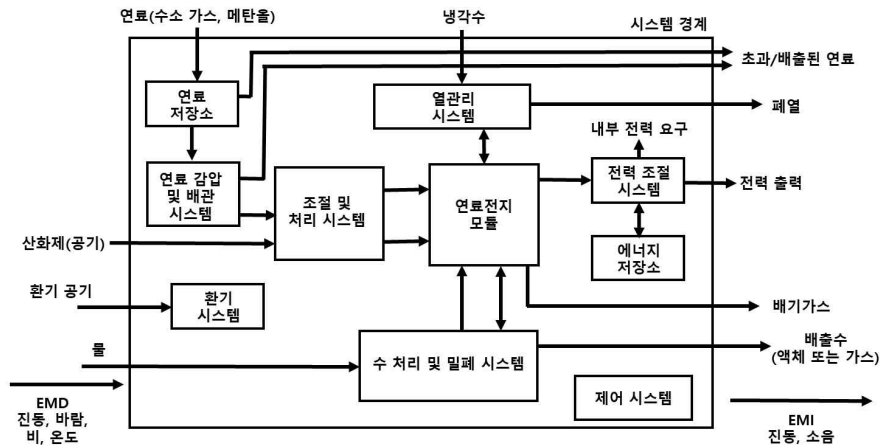 연료(수소 가스, 메탄올)
냉각수
시스템 경계
초과/배출된 연료
연료
저장소
열관리
시스템
폐열
내부 전력 요구
연료 감압
및 배관
시스템
조절 및
처리 시스템
연료전지
모듈
전력 조절
시스템
전력 출력
산화제(공기)
에너지
저장소
환기 공기
환기
시스템
배기가스
물
수 처리 및 밀폐 시스템
배출수
(액체 또는 가스)
제어 시스템
EMD
진동, 바람,
비, 온도
EMI
진동, 소음